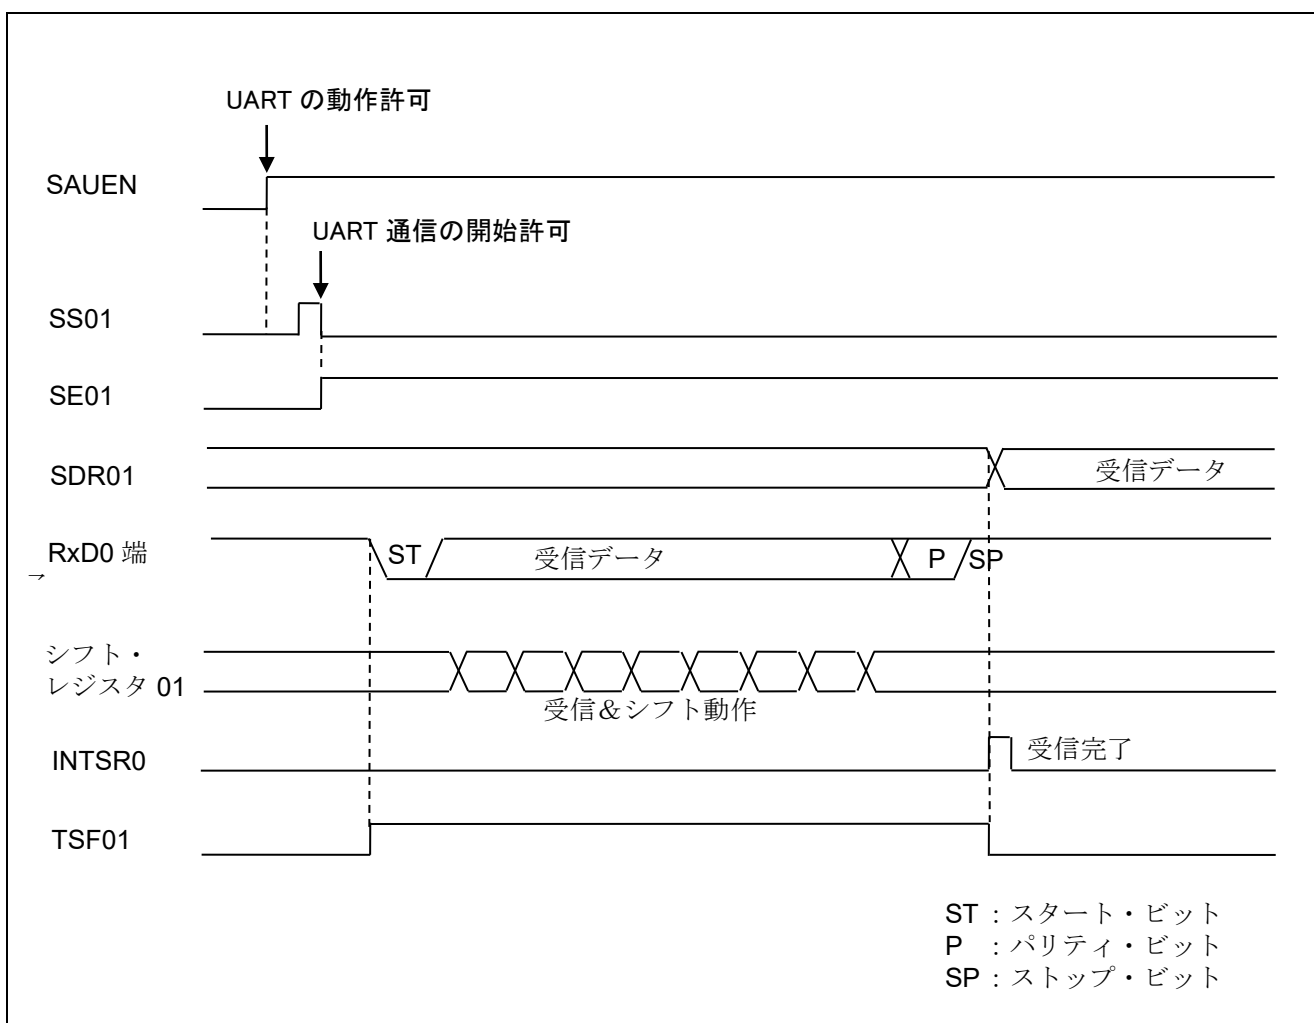 UART の動作許可
SAUEN
UART 通信の開始許可
SS01
SE01
SDR01
受信データ
RxD0 端
ST
受信データ
P
SP
シフト・
レジスタ 01
受信&シフト動作
INTSR0
受信完了
TSF01
ST : スタート・ビット
P : パリティ・ビット
SP : ストップ・ビット